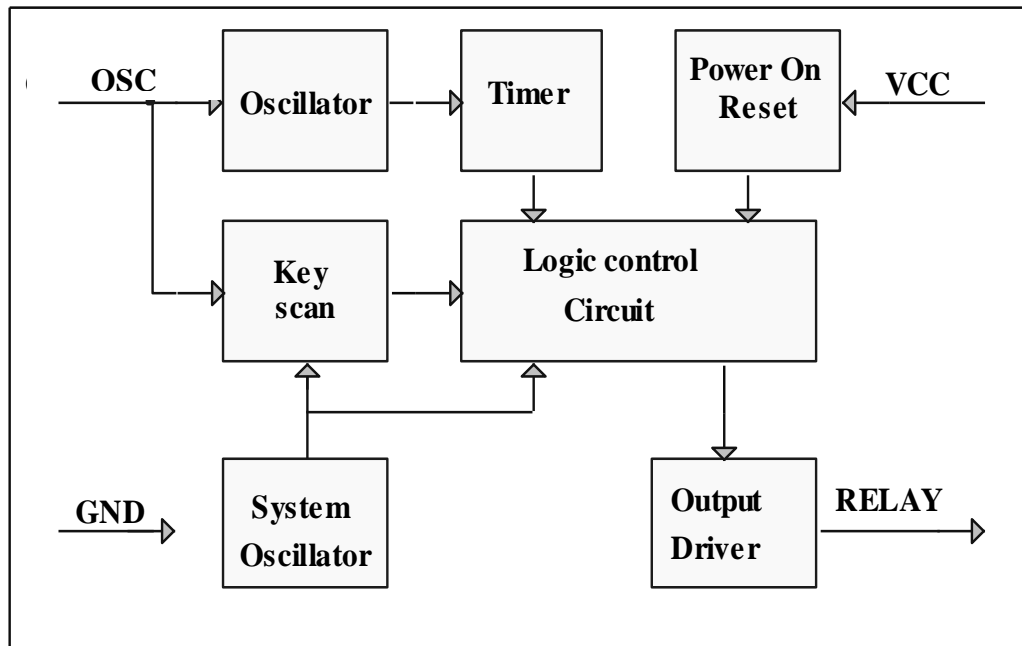 OSC
Oscillator
Timer
Power On
Reset
VCC
Key
scan
Logic control
Circuit
GND
System
Oscillator
Output
Driver
RELAY